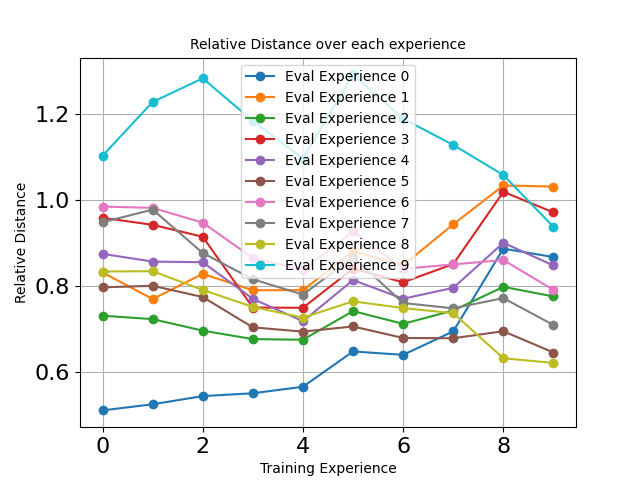 Relative Distance over each experience
Eval Experience 0
Eval Experience 1
Eval Experience 2
Eval Experience 3
Eval Experience 4
Eval Experience 5
Eval Experience 6
Eval Experience 7
Eval Experience 8
Eval Experience 9
1.2
1.0
0.8
0.6
Relative Distance
0 2 4 6 8
Training Experience